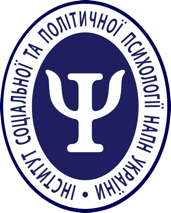 ІНСТИТУТ СОЦІАЛЬНОЇ ТА ПОЛІТИЧНОЇ ПСИХОЛОГІЇ НАПН УКРАЇНИ •
Ψ